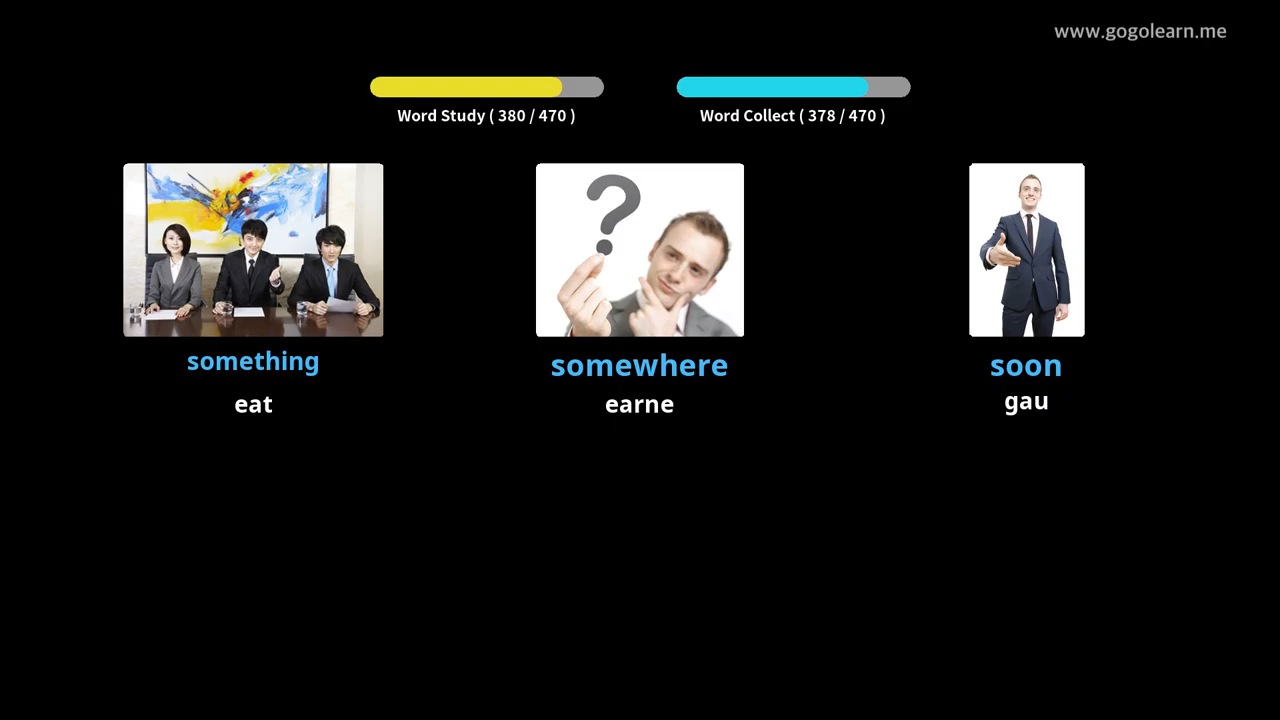 www.gogolearn.me
Word Study ( 380 / 470 )
Word Collect ( 378 / 470 )
something
eat
somewhere
earne
soon
gau